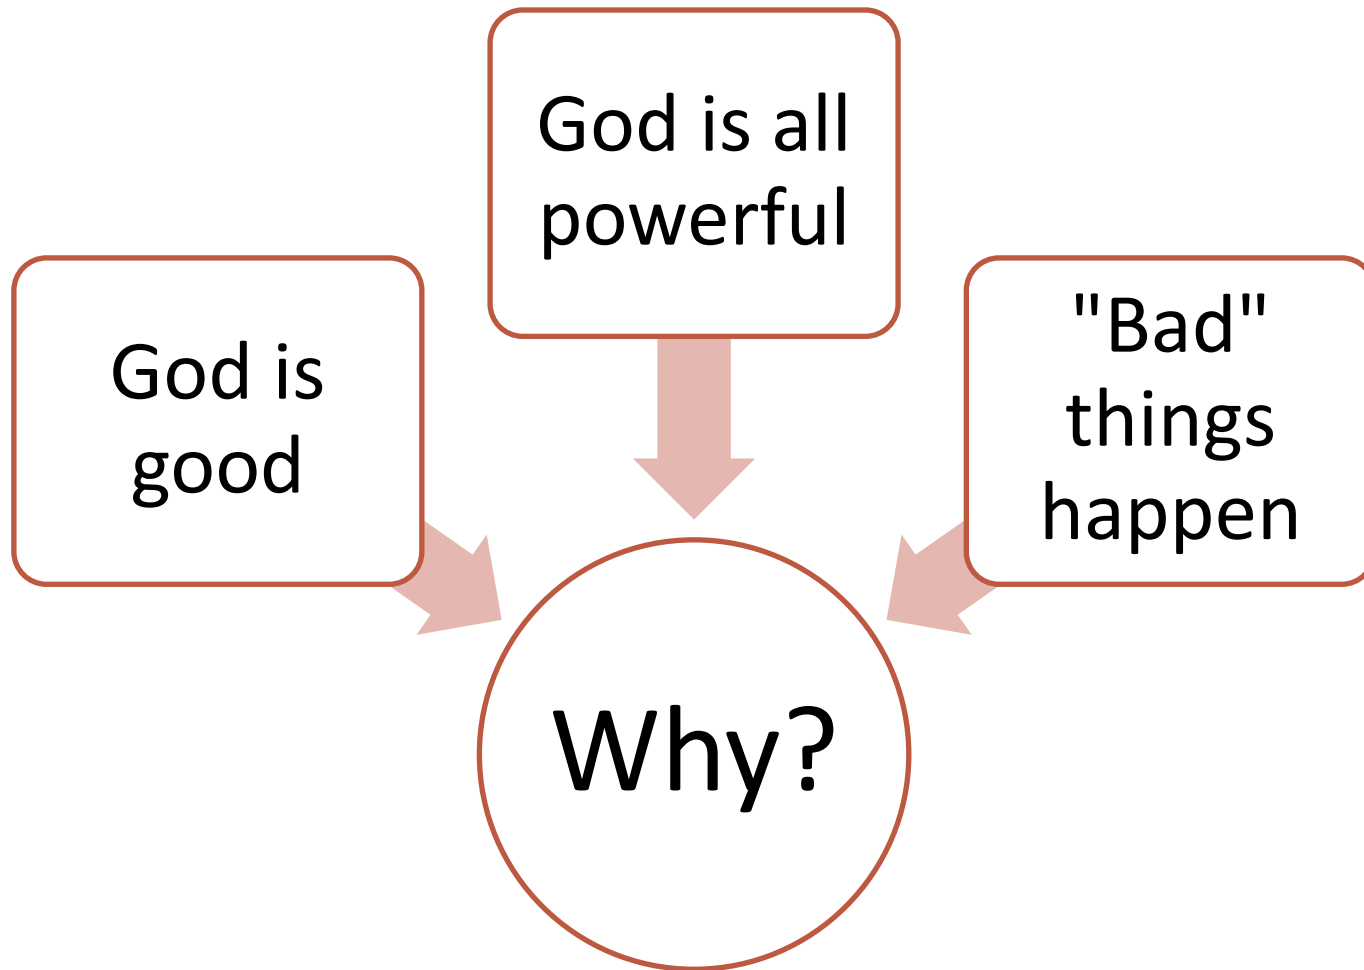 God is all
powerful
God is
good
"Bad"
things
happen
Why?